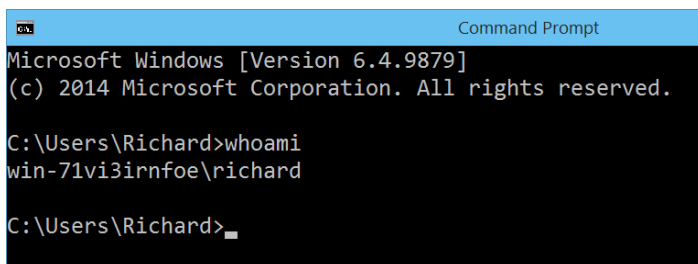 Command Prompt
Microsoft Windows [Version 6.4.9879]
(c) 2014 Microsoft Corporation. All rights reserved.
C:\Users\Richard>whoami
win-71vi3irnfoe\richard
C:\Users\Richard>